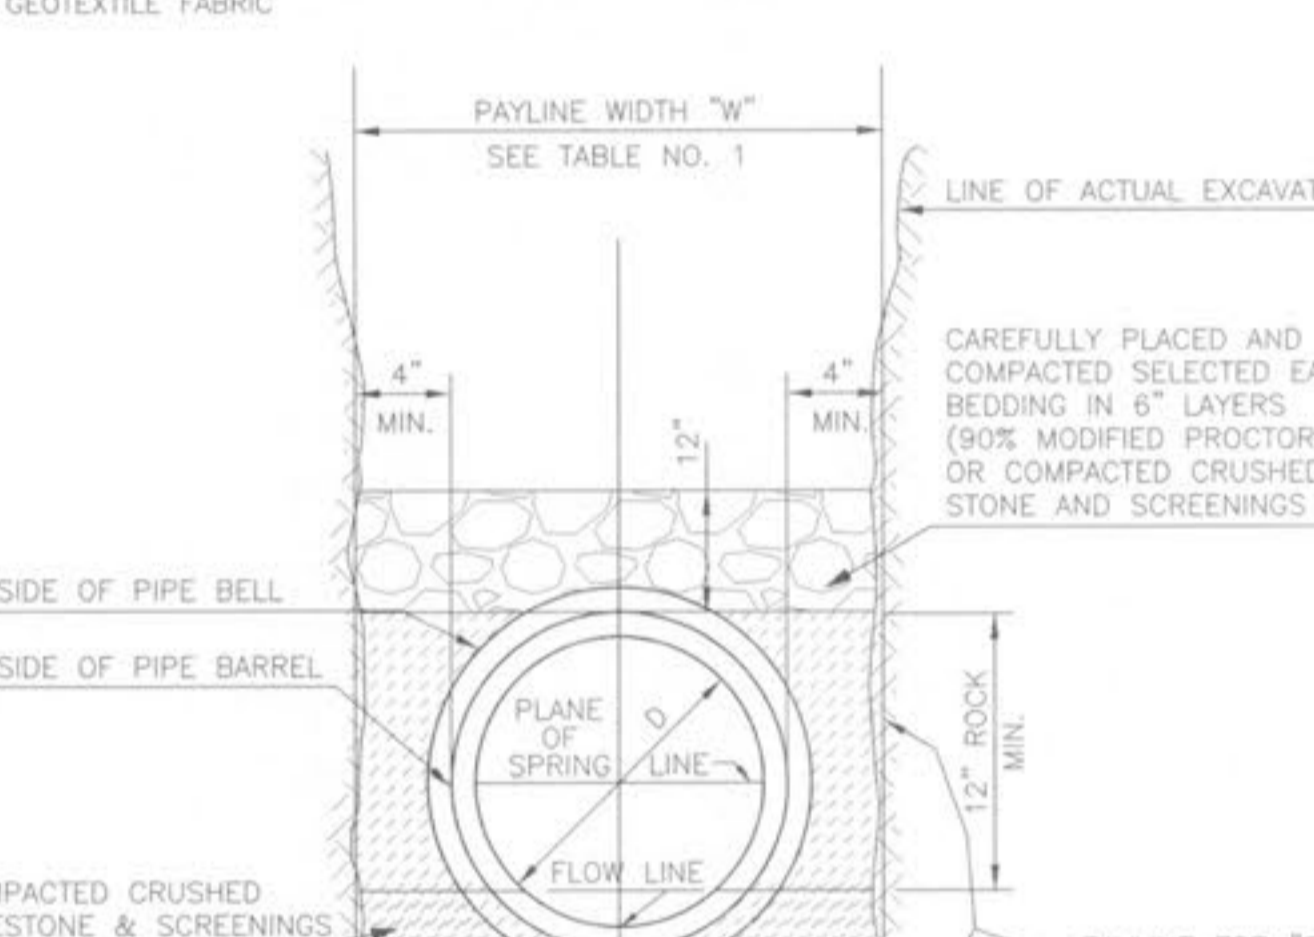 GEOTEXTILE FABRIC
PAYLINE WIDTH "W"
SEE TABLE NO. 1
LINE OF ACTUAL EXCAVAT
4"
MIN.
4"
MIN.
12"
CAREFULLY PLACED AND
COMPACTED SELECTED EA
BEDDING IN 6" LAYERS
(90% MODIFIED PROCTOR
OR COMPACTED CRUSHED
STONE AND SCREENINGS
SIDE OF PIPE BELL
SIDE OF PIPE BARREL
PLANE
OF
SPRING LINE
D
12" ROCK
MIN.
FLOW LINE
MPACTED CRUSHED
ESTONE & SCREENINGS